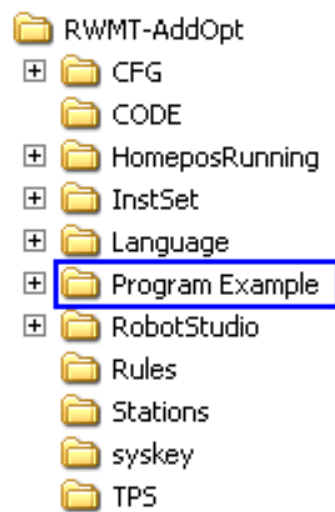 RWMT-AddOpt
CFG
CODE
HomeposRunning
InstSet
Language
Program Example
RobotStudio
Rules
Stations
syskey
TPS